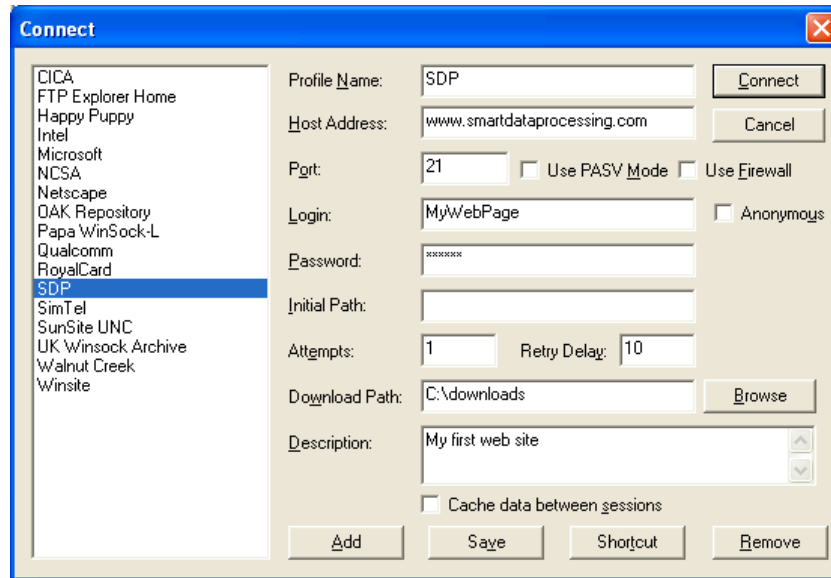 Connect
CICA
FTP Explorer Home
Happy Puppy
Intel
Microsoft
NCSA
Netscape
OAK Repository
Papa WinSock-L
Qualcomm
RoyalCard
SDP
SimTel
SunSite UNC
UK Winsock Archive
Walnut Creek
Winsite
Profile Name: SDP Connect
Host Address: www.smartdataprocessing.com Cancel
Port: 21 Use PASV Mode Use Firewall
Login: MyWebPage Anonymous
Password: ******
Initial Path:
Attempts: 1 Retry Delay: 10
Download Path: C:\downloads Browse
Description: My first web site
Cache data between sessions
Add Save Shortcut Remove